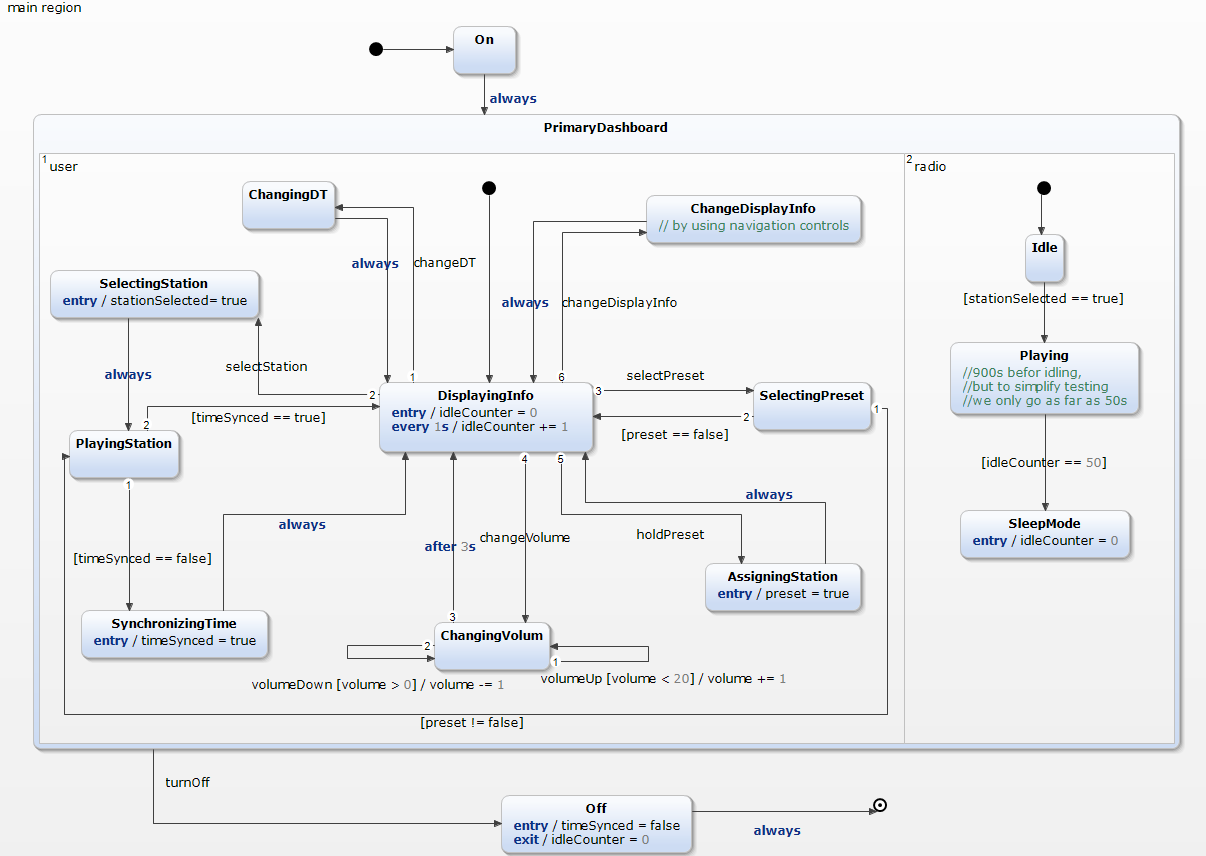 main region
On
always
PrimaryDashboard
1
user
2
radio
ChangingDT
ChangeDisplayInfo
// by using navigation controls
always
changeDT
always
changeDisplayInfo
Idle
[stationSelected == true]
SelectingStation
entry / stationSelected= true
selectStation
always
1
6
2
DisplayingInfo
entry / idleCounter = 0
every 1s / idleCounter += 1
3
selectPreset
SelectingPreset
1
2
[preset == false]
Playing
//900s befor idling,
//but to simplify testing
//we only go as far as 50s
[timeSynced == true]
2
PlayingStation
1
4
5
[idleCounter == 50]
always
always
after 3s
changeVolume
holdPreset
[timeSynced == false]
SleepMode
entry / idleCounter = 0
AssigningStation
entry / preset = true
SynchronizingTime
entry / timeSynced = true
3
ChangingVolum
2
1
volumeDown [volume > 0] / volume -= 1
volumeUp [volume < 20] / volume += 1
[preset != false]
turnOff
Off
entry / timeSynced = false
exit / idleCounter = 0
always